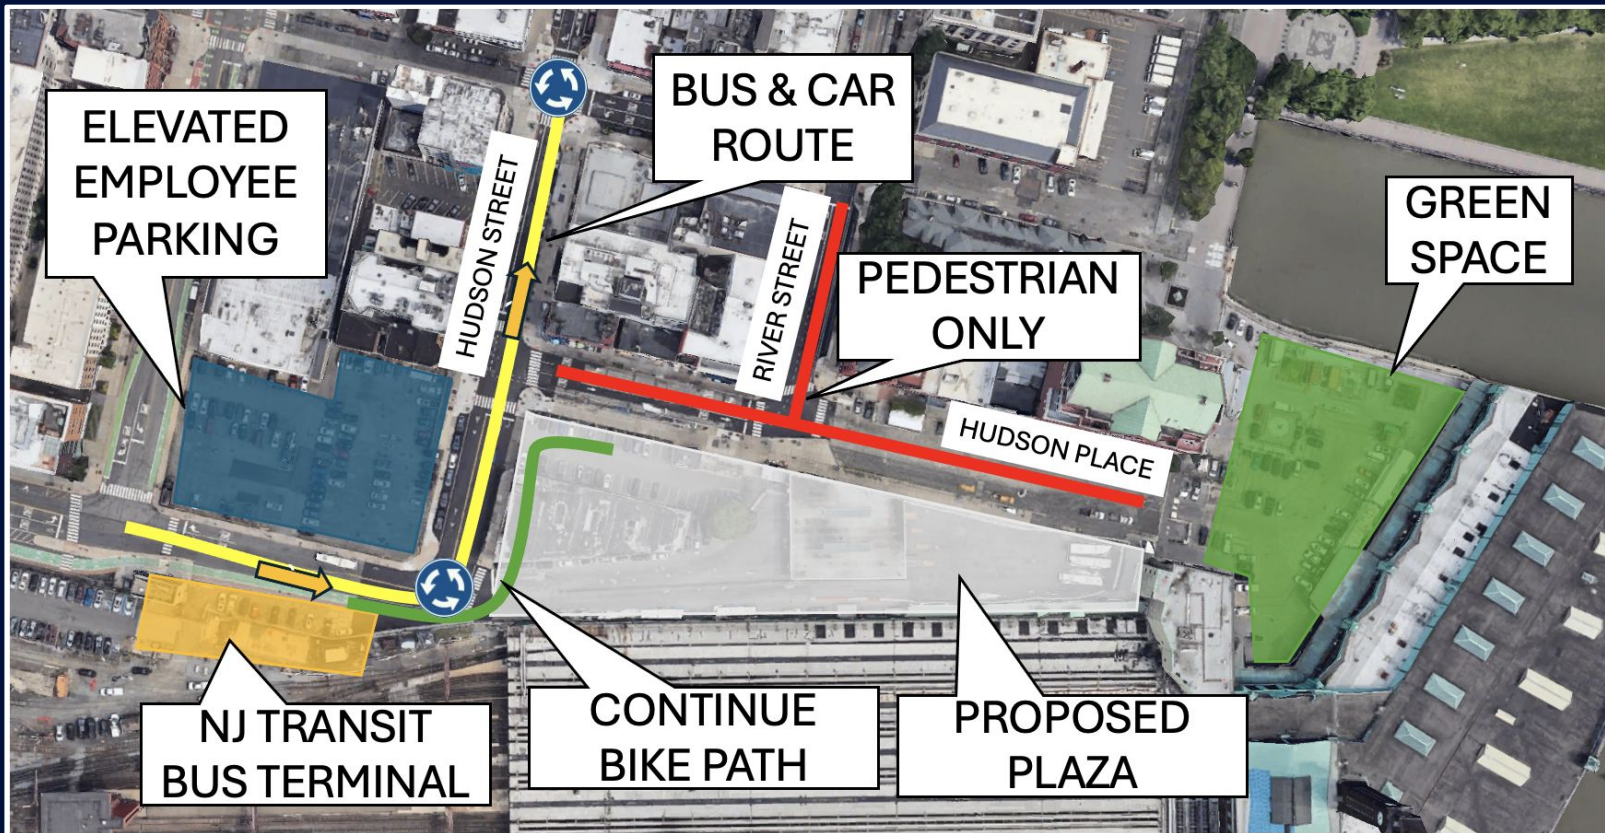 ELEVATED
EMPLOYEE
PARKING
HUDSON STREET
BUS & CAR
ROUTE
RIVER STREET
PEDESTRIAN
ONLY
GREEN
SPACE
HUDSON PLACE
NJ TRANSIT
BUS TERMINAL
CONTINUE
BIKE PATH
PROPOSED
PLAZA